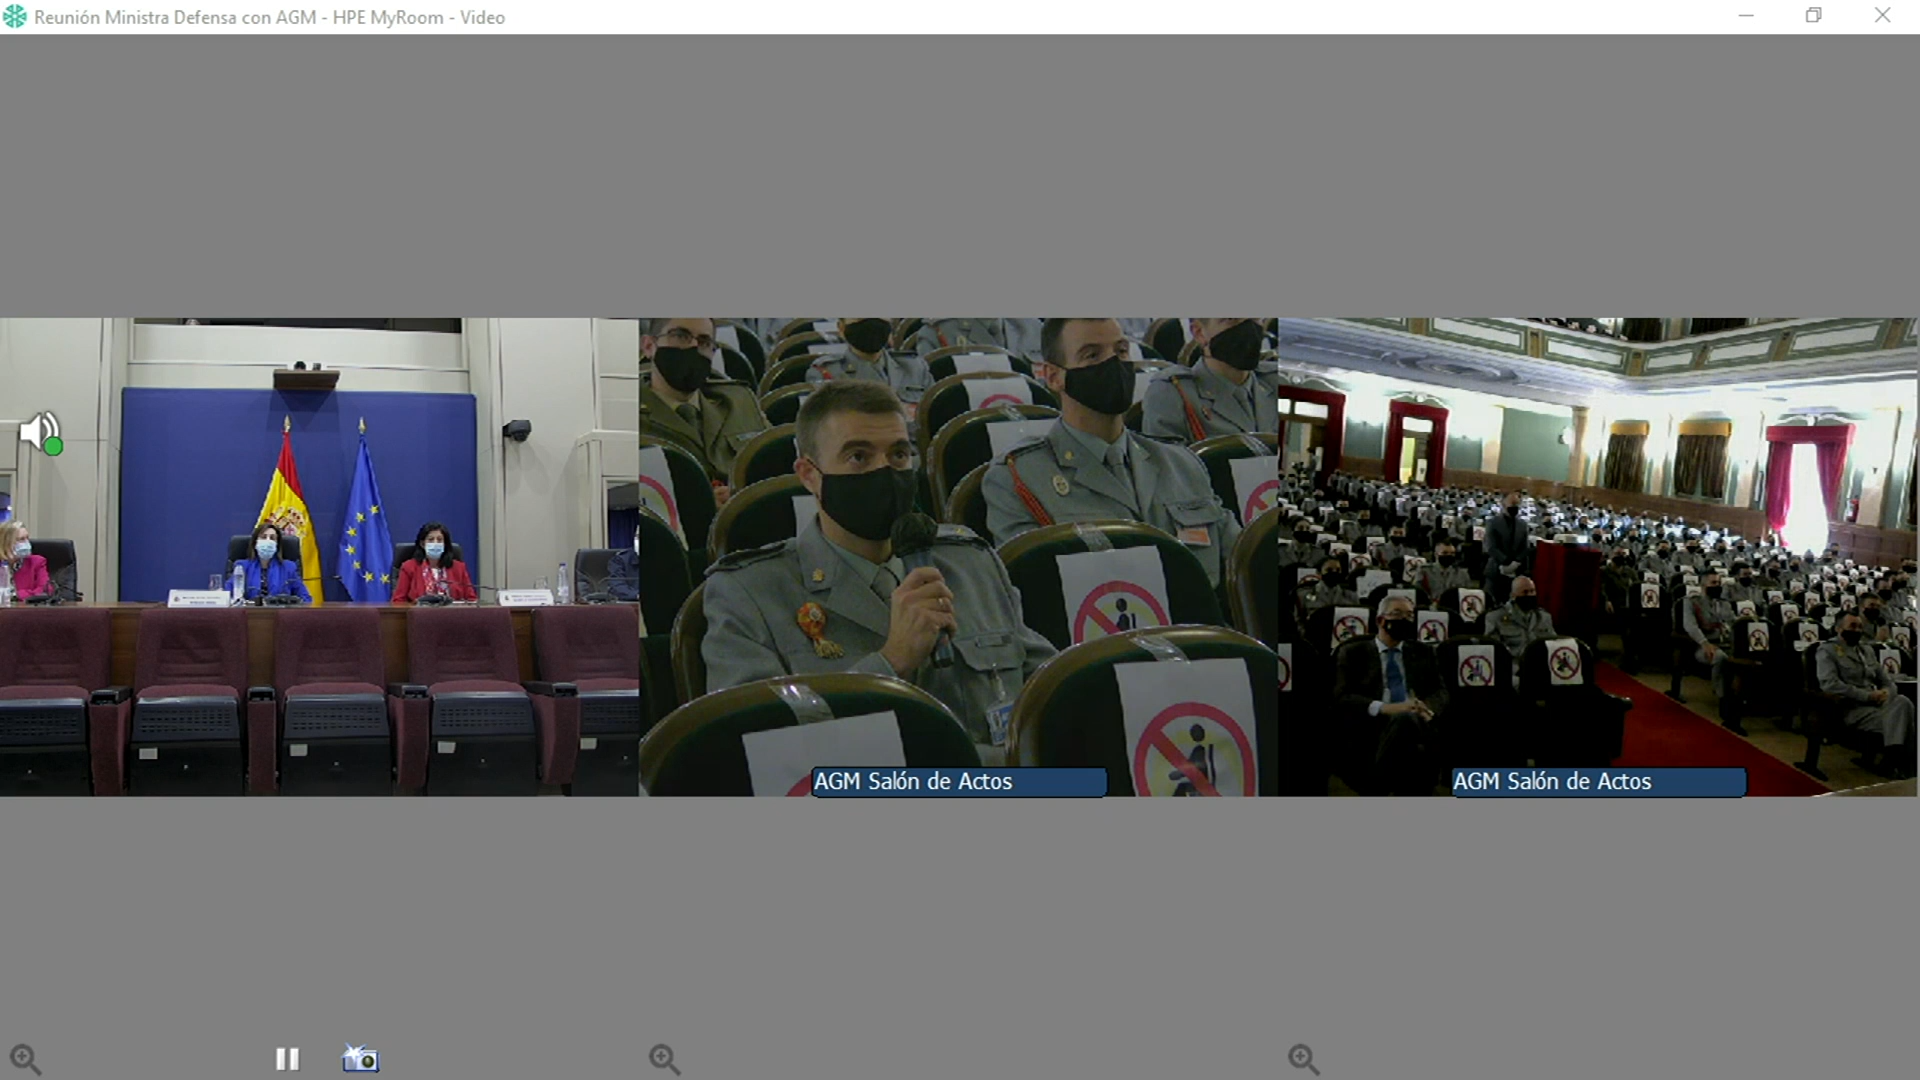 Reunión Ministra Defensa con AGM - HPE MyRoom - Video
AGM Salón de Actos
AGM Salón de Actos